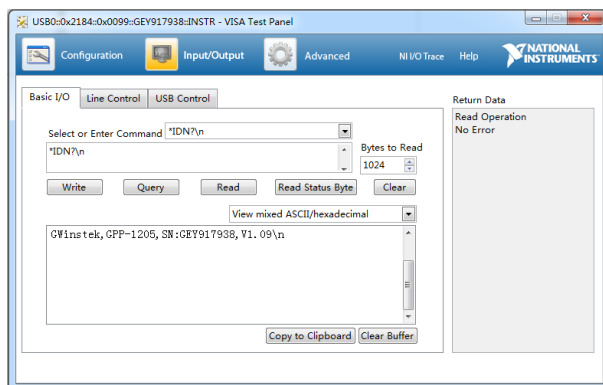 USB0::0x2184::0x0099::GEY917938::INSTR - VISA Test Panel
Configuration
Input/Output
Advanced
NI I/O Trace
Help
NATIONAL
INSTRUMENTS
Basic I/O
Line Control
USB Control
Return Data
Select or Enter Command
*IDN?\n
Read Operation
No Error
*IDN?\n
Bytes to Read
1024
Write
Query
Read
Read Status Byte
Clear
View mixed ASCII/hexadecimal
GWinstek,GPP-1205,SN:GEY917938,V1.09\n
Copy to Clipboard
Clear Buffer